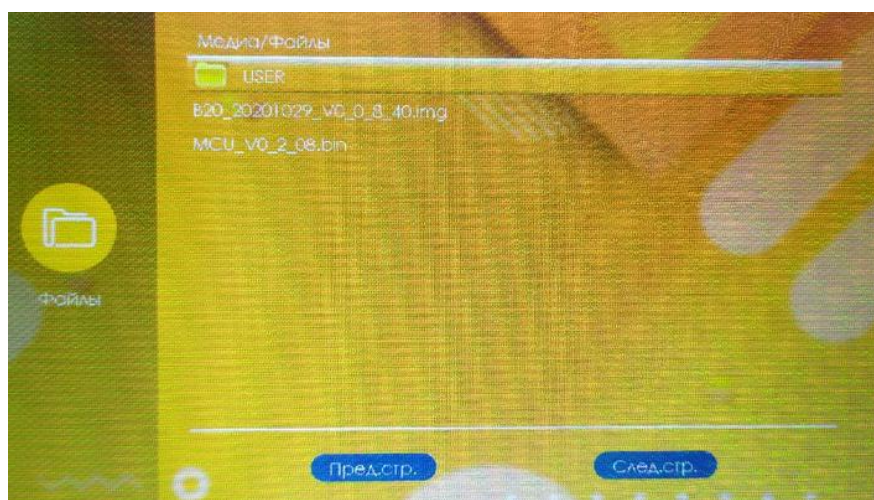 Медиа/Файлы
USER
B20_20201029_V0_0_8_40.img
MCU_V0_2_08.bin
Файлы
Пред.стр.
След.стр.